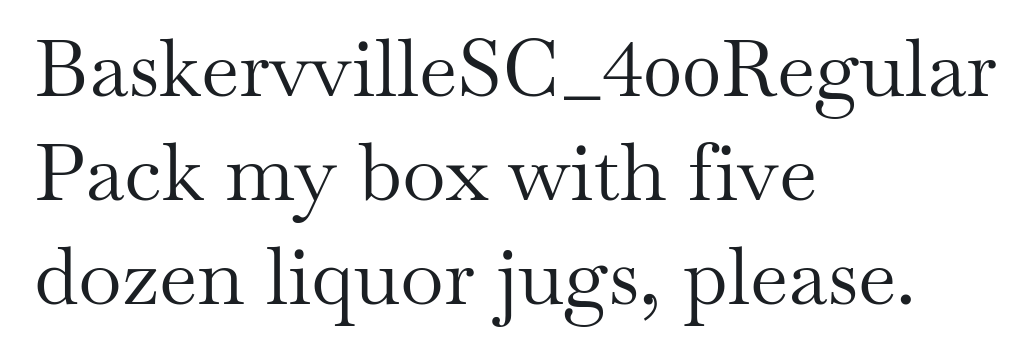 BaskervvilleSC_400Regular
Pack my box with five
dozen liquor jugs, please.